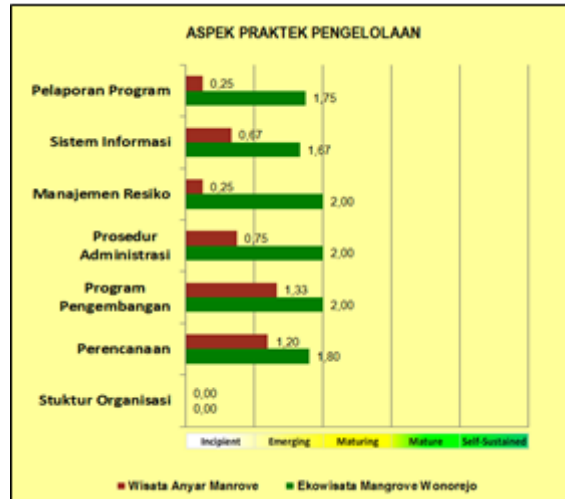 ASPEK PRAKTEK PENGELOLAAN
Pelaporan Program
0,25
1,75
Sistem Informasi
0,67
1,67
Manajemen Resiko
0,25
2,00
Prosedur
Administrasi
0,75
2,00
Program
Pengembangan
1,33
2,00
Perencanaan
1,20
1,80
Stuktur Organisasi
0,00
0,00
Incipient Emerging Maturing Mature Self-Sustained
Wisata Anyar Manrove Ekowisata Mangrove Wonorejo